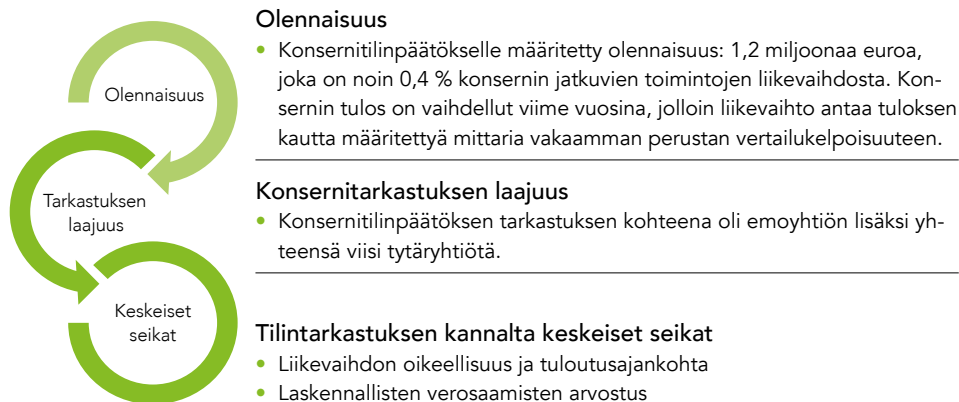 Olennaisuus
Tarkastuksen
laajuus
Keskeiset
seikat
Olennaisuus
• Konsernitilinpäätökselle määritetty olennaisuus: 1,2 miljoonaa euroa,
joka on noin 0,4 % konsernin jatkuvien toimintojen liikevaihdosta. Kon-
sernin tulos on vaihdellut viime vuosina, jolloin liikevaihto antaa tuloksen
kautta määritettyä mittaria vakaamman perustan vertailukelpoisuuteen.
Konsernitarkastuksen laajuus
• Konsernitilinpäätöksen tarkastuksen kohteena oli emoyhtiön lisäksi yh-
teensä viisi tytäryhtiötä.
Tilintarkastuksen kannalta keskeiset seikat
• Liikevaihdon oikeellisuus ja tuloutusajankohta
• Laskennallisten verosaamisten arvostus